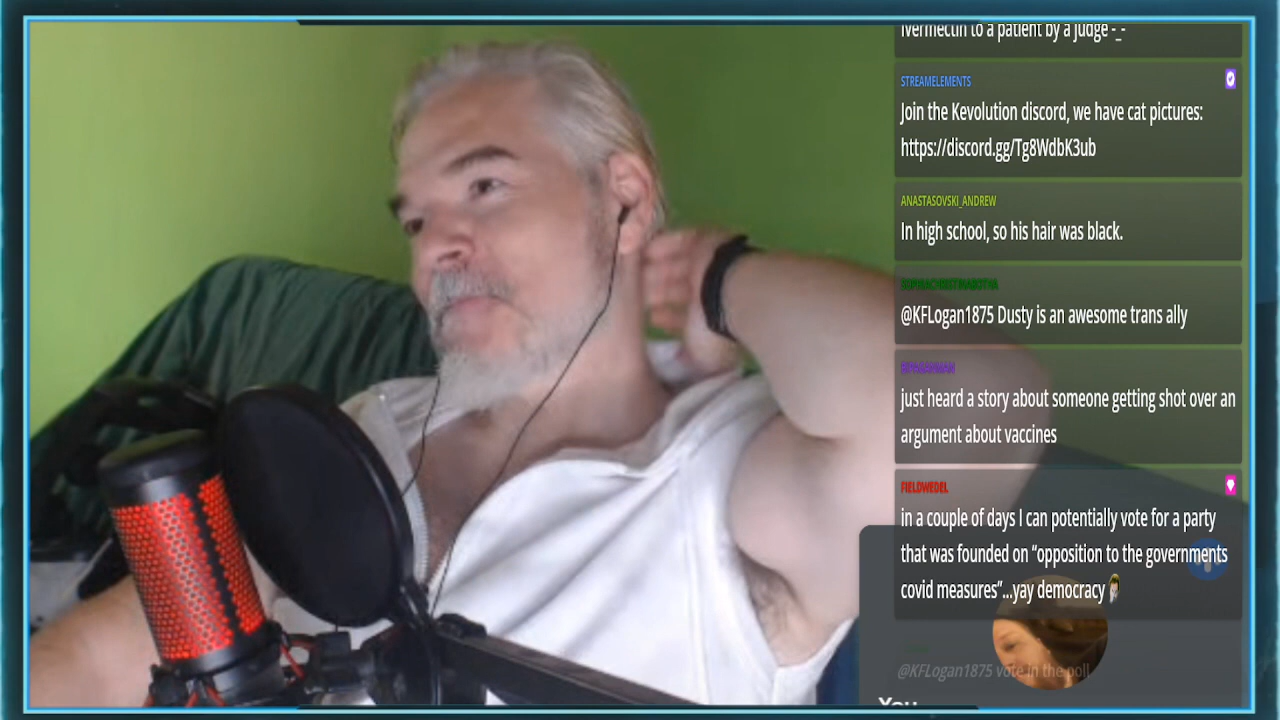 ivermectin to a patient by a judge -_-
STREAMELEMENTS
Join the Kevolution discord, we have cat pictures:
https://discord.gg/Tg8WdbK3ub
ANASTASOVSKI_ANDREW
In high school, so his hair was black.
@KFLogan1875 Dusty is an awesome trans ally
just heard a story about someone getting shot over an
argument about vaccines
FIELDWEDEL
in a couple of days I can potentially vote for a party
that was founded on "opposition to the governments
covid measures"...yay democracy
@KFLogan1875 vote in the poll
You